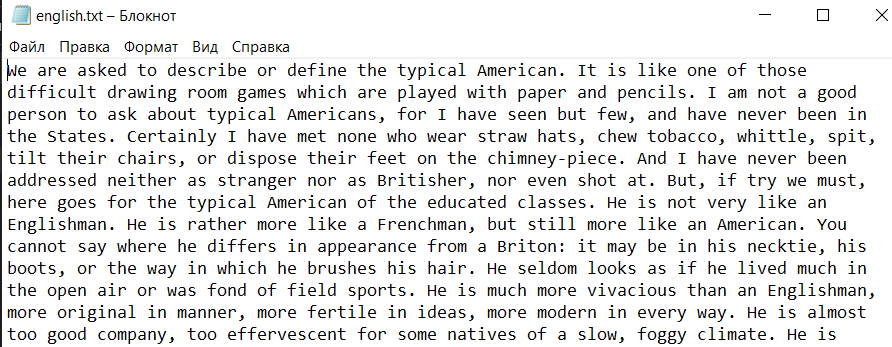 english.txt – Блокнот
Файл Правка Формат Вид Справка
We are asked to describe or define the typical American. It is like one of those
difficult drawing room games which are played with paper and pencils. I am not a good
person to ask about typical Americans, for I have seen but few, and have never been in
the States. Certainly I have met none who wear straw hats, chew tobacco, whittle, spit,
tilt their chairs, or dispose their feet on the chimney-piece. And I have never been
addressed neither as stranger nor as Britisher, nor even shot at. But, if try we must,
here goes for the typical American of the educated classes. He is not very like an
Englishman. He is rather more like a Frenchman, but still more like an American. You
cannot say where he differs in appearance from a Briton: it may be in his necktie, his
boots, or the way in which he brushes his hair. He seldom looks as if he lived much in
the open air or was fond of field sports. He is much more vivacious than an Englishman,
more original in manner, more fertile in ideas, more modern in every way. He is almost
too good company, too effervescent for some natives of a slow, foggy climate. He is